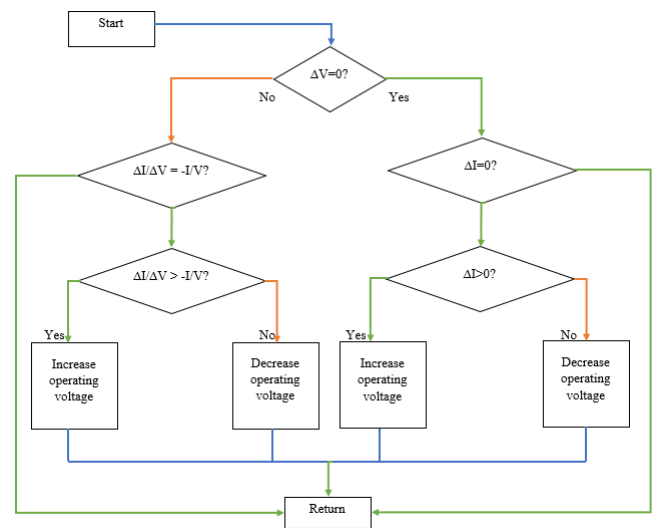 Start
ΔV=0?
No
Yes
ΔI/ΔV = -I/V?
ΔI=0?
ΔI/ΔV > -I/V?
ΔI>0?
Yes
No
Yes
No
Increase
operating
voltage
Decrease
operating
voltage
Increase
operating
voltage
Decrease
operating
voltage
Return